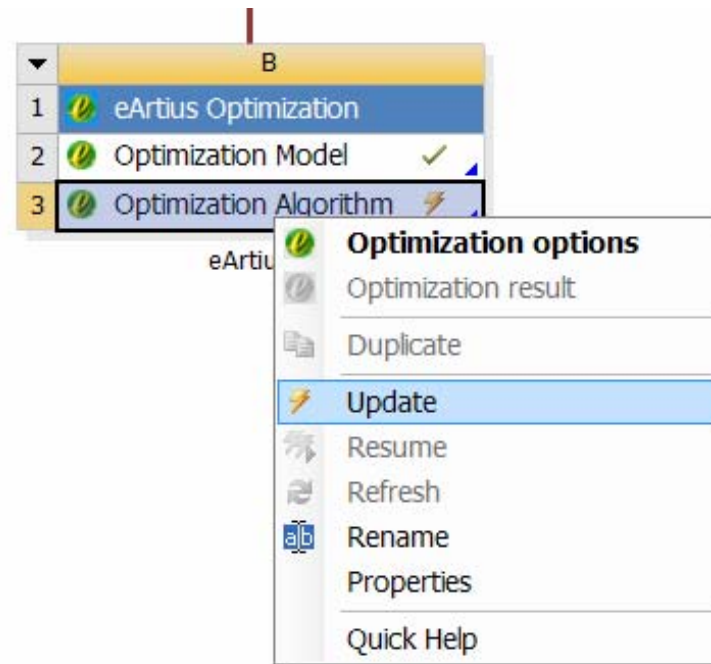 B
1 eArtius Optimization
2 Optimization Model
3 Optimization Algorithm
Optimization options
Optimization result
Duplicate
Update
Resume
Refresh
ab Rename
Properties
Quick Help